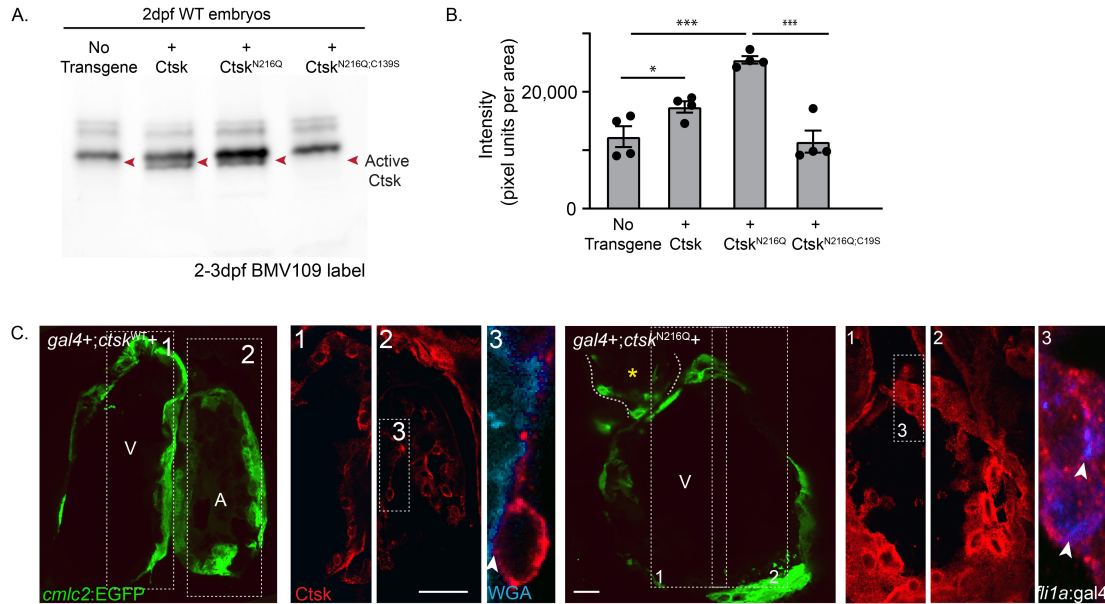 A.
2dpf WT embryos
No Transgene
+ Ctsk
+ Ctsk^N216Q
+ Ctsk^N216Q;C139S
Active Ctsk
2-3dpf BMV109 label
B.
Intensity
(pixel units per area)
20,000
0
*
***
***
No Transgene
+ Ctsk
+ Ctsk^N216Q
+ Ctsk^N216Q;C19S
C.
gal4+;ctsk^WT+
1
2
V
A
cmlc2:EGFP
1
Ctsk
2
3
3
WGA
gal4+;ctsk^N216Q+
*
V
1
2
1
3
2
3
fli1a:gal4